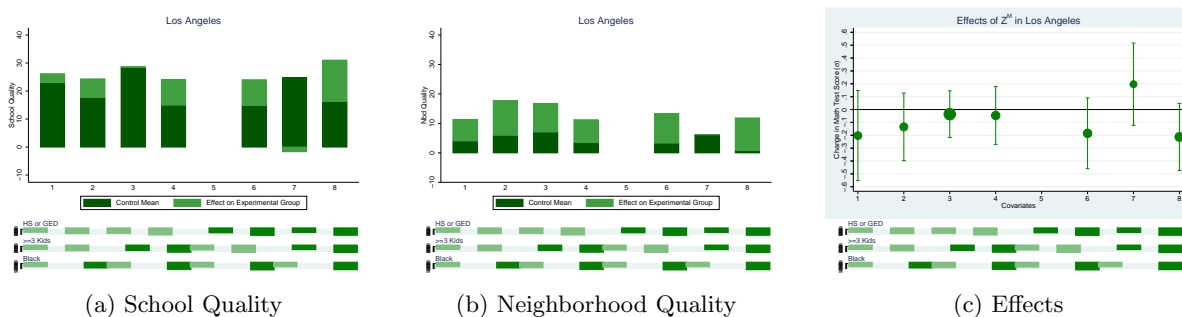 Los Angeles
School Quality
-10 0 10 20 30 40
1 2 3 4 5 6 7 8
Control Mean Effect on Experimental Group
HS or GED
>=3 Kids
Black
(a) School Quality
Los Angeles
Nbd Quality
-10 0 10 20 30 40
1 2 3 4 5 6 7 8
Control Mean Effect on Experimental Group
HS or GED
>=3 Kids
Black
(b) Neighborhood Quality
Effects of Z^M in Los Angeles
Change in Math Test Score (σ)
-.6 -.5 -.4 -.3 -.2 -.1 0 .1 .2 .3 .4 .5 .6
1 2 3 4 5 6 7 8
Covariates
HS or GED
>=3 Kids
Black
(c) Effects